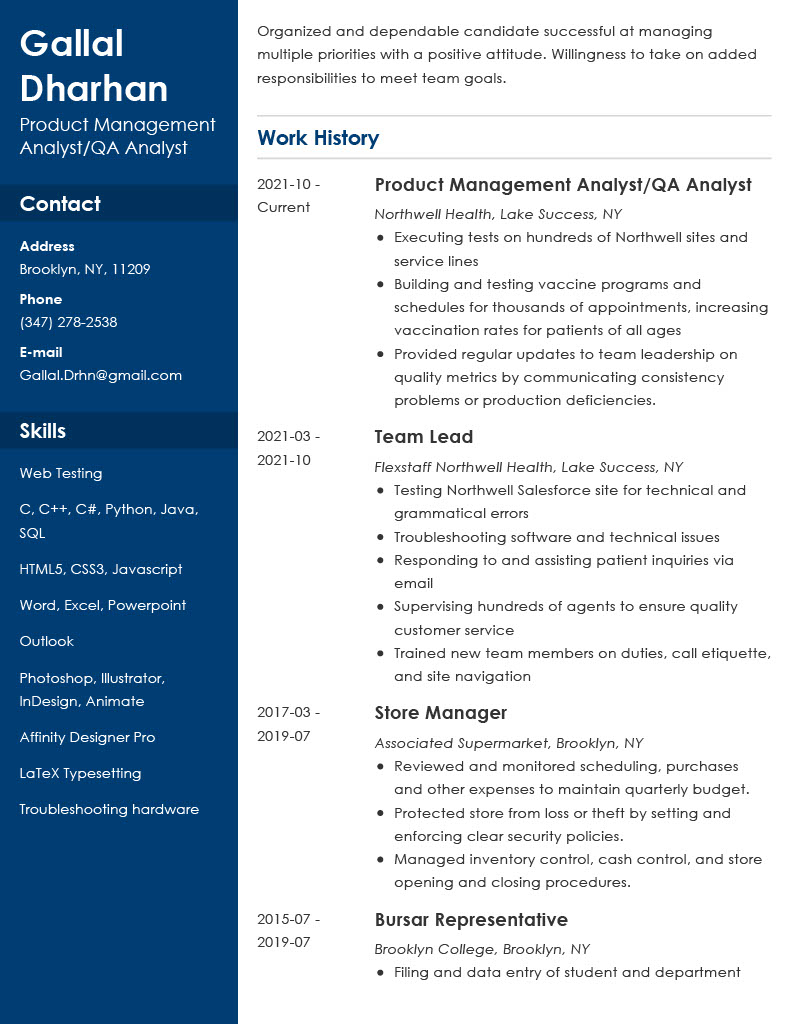 Gallal
Dharhan
Product Management
Analyst/QA Analyst
Contact
Address
Brooklyn, NY, 11209
Phone
(347) 278-2538
E-mail
Gallal.Drhn@gmail.com
Skills
Web Testing
C, C++, C#, Python, Java,
SQL
HTML5, CSS3, Javascript
Word, Excel, Powerpoint
Outlook
Photoshop, Illustrator,
InDesign, Animate
Affinity Designer Pro
LaTeX Typesetting
Troubleshooting hardware
Organized and dependable candidate successful at managing
multiple priorities with a positive attitude. Willingness to take on added
responsibilities to meet team goals.
Work History
2021-10 -
Current
Product Management Analyst/QA Analyst
Northwell Health, Lake Success, NY
• Executing tests on hundreds of Northwell sites and
service lines
• Building and testing vaccine programs and
schedules for thousands of appointments, increasing
vaccination rates for patients of all ages
• Provided regular updates to team leadership on
quality metrics by communicating consistency
problems or production deficiencies.
2021-03 -
2021-10
Team Lead
Flexstaff Northwell Health, Lake Success, NY
• Testing Northwell Salesforce site for technical and
grammatical errors
• Troubleshooting software and technical issues
• Responding to and assisting patient inquiries via
email
• Supervising hundreds of agents to ensure quality
customer service
• Trained new team members on duties, call etiquette,
and site navigation
2017-03 -
2019-07
Store Manager
Associated Supermarket, Brooklyn, NY
• Reviewed and monitored scheduling, purchases
and other expenses to maintain quarterly budget.
• Protected store from loss or theft by setting and
enforcing clear security policies.
• Managed inventory control, cash control, and store
opening and closing procedures.
2015-07 -
2019-07
Bursar Representative
Brooklyn College, Brooklyn, NY
• Filing and data entry of student and department